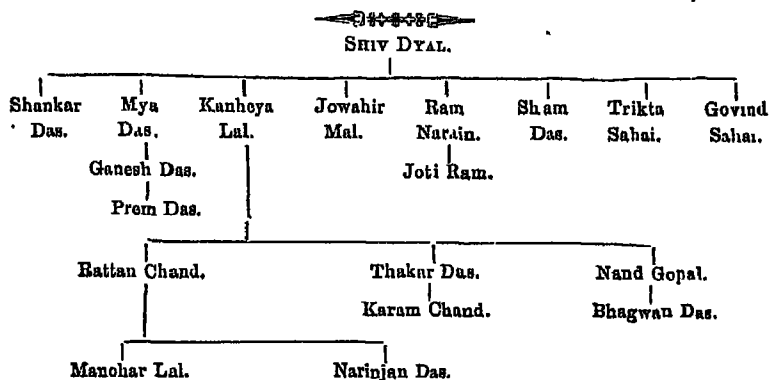 SHIV DYAL.
Shankar Mya Kanheya Jowahir Ram Sham Trikta Govind
Das. Das. Lal. Mal. Narain. Das. Sahai. Sahai.
Ganesh Das. Joti Ram.
Prem Das.
Rattan Chand. Thakar Das. Nand Gopal.
Karam Chand. Bhagwan Das.
Manohar Lal. Narinjan Das.